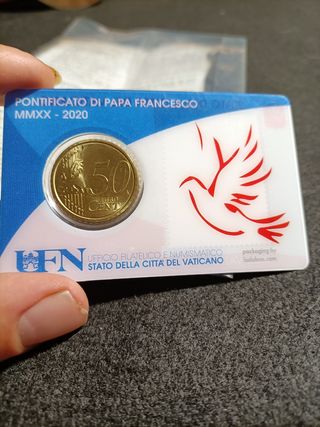 PONTIFICATO DI PAPA FRANCESCO
MMXX - 2020
50
EURO
CENT
UFN
UFFICIO FILATELICO E NUMISMATICO
STATO DELLA CITTÀ DEL VATICANO
packaging by